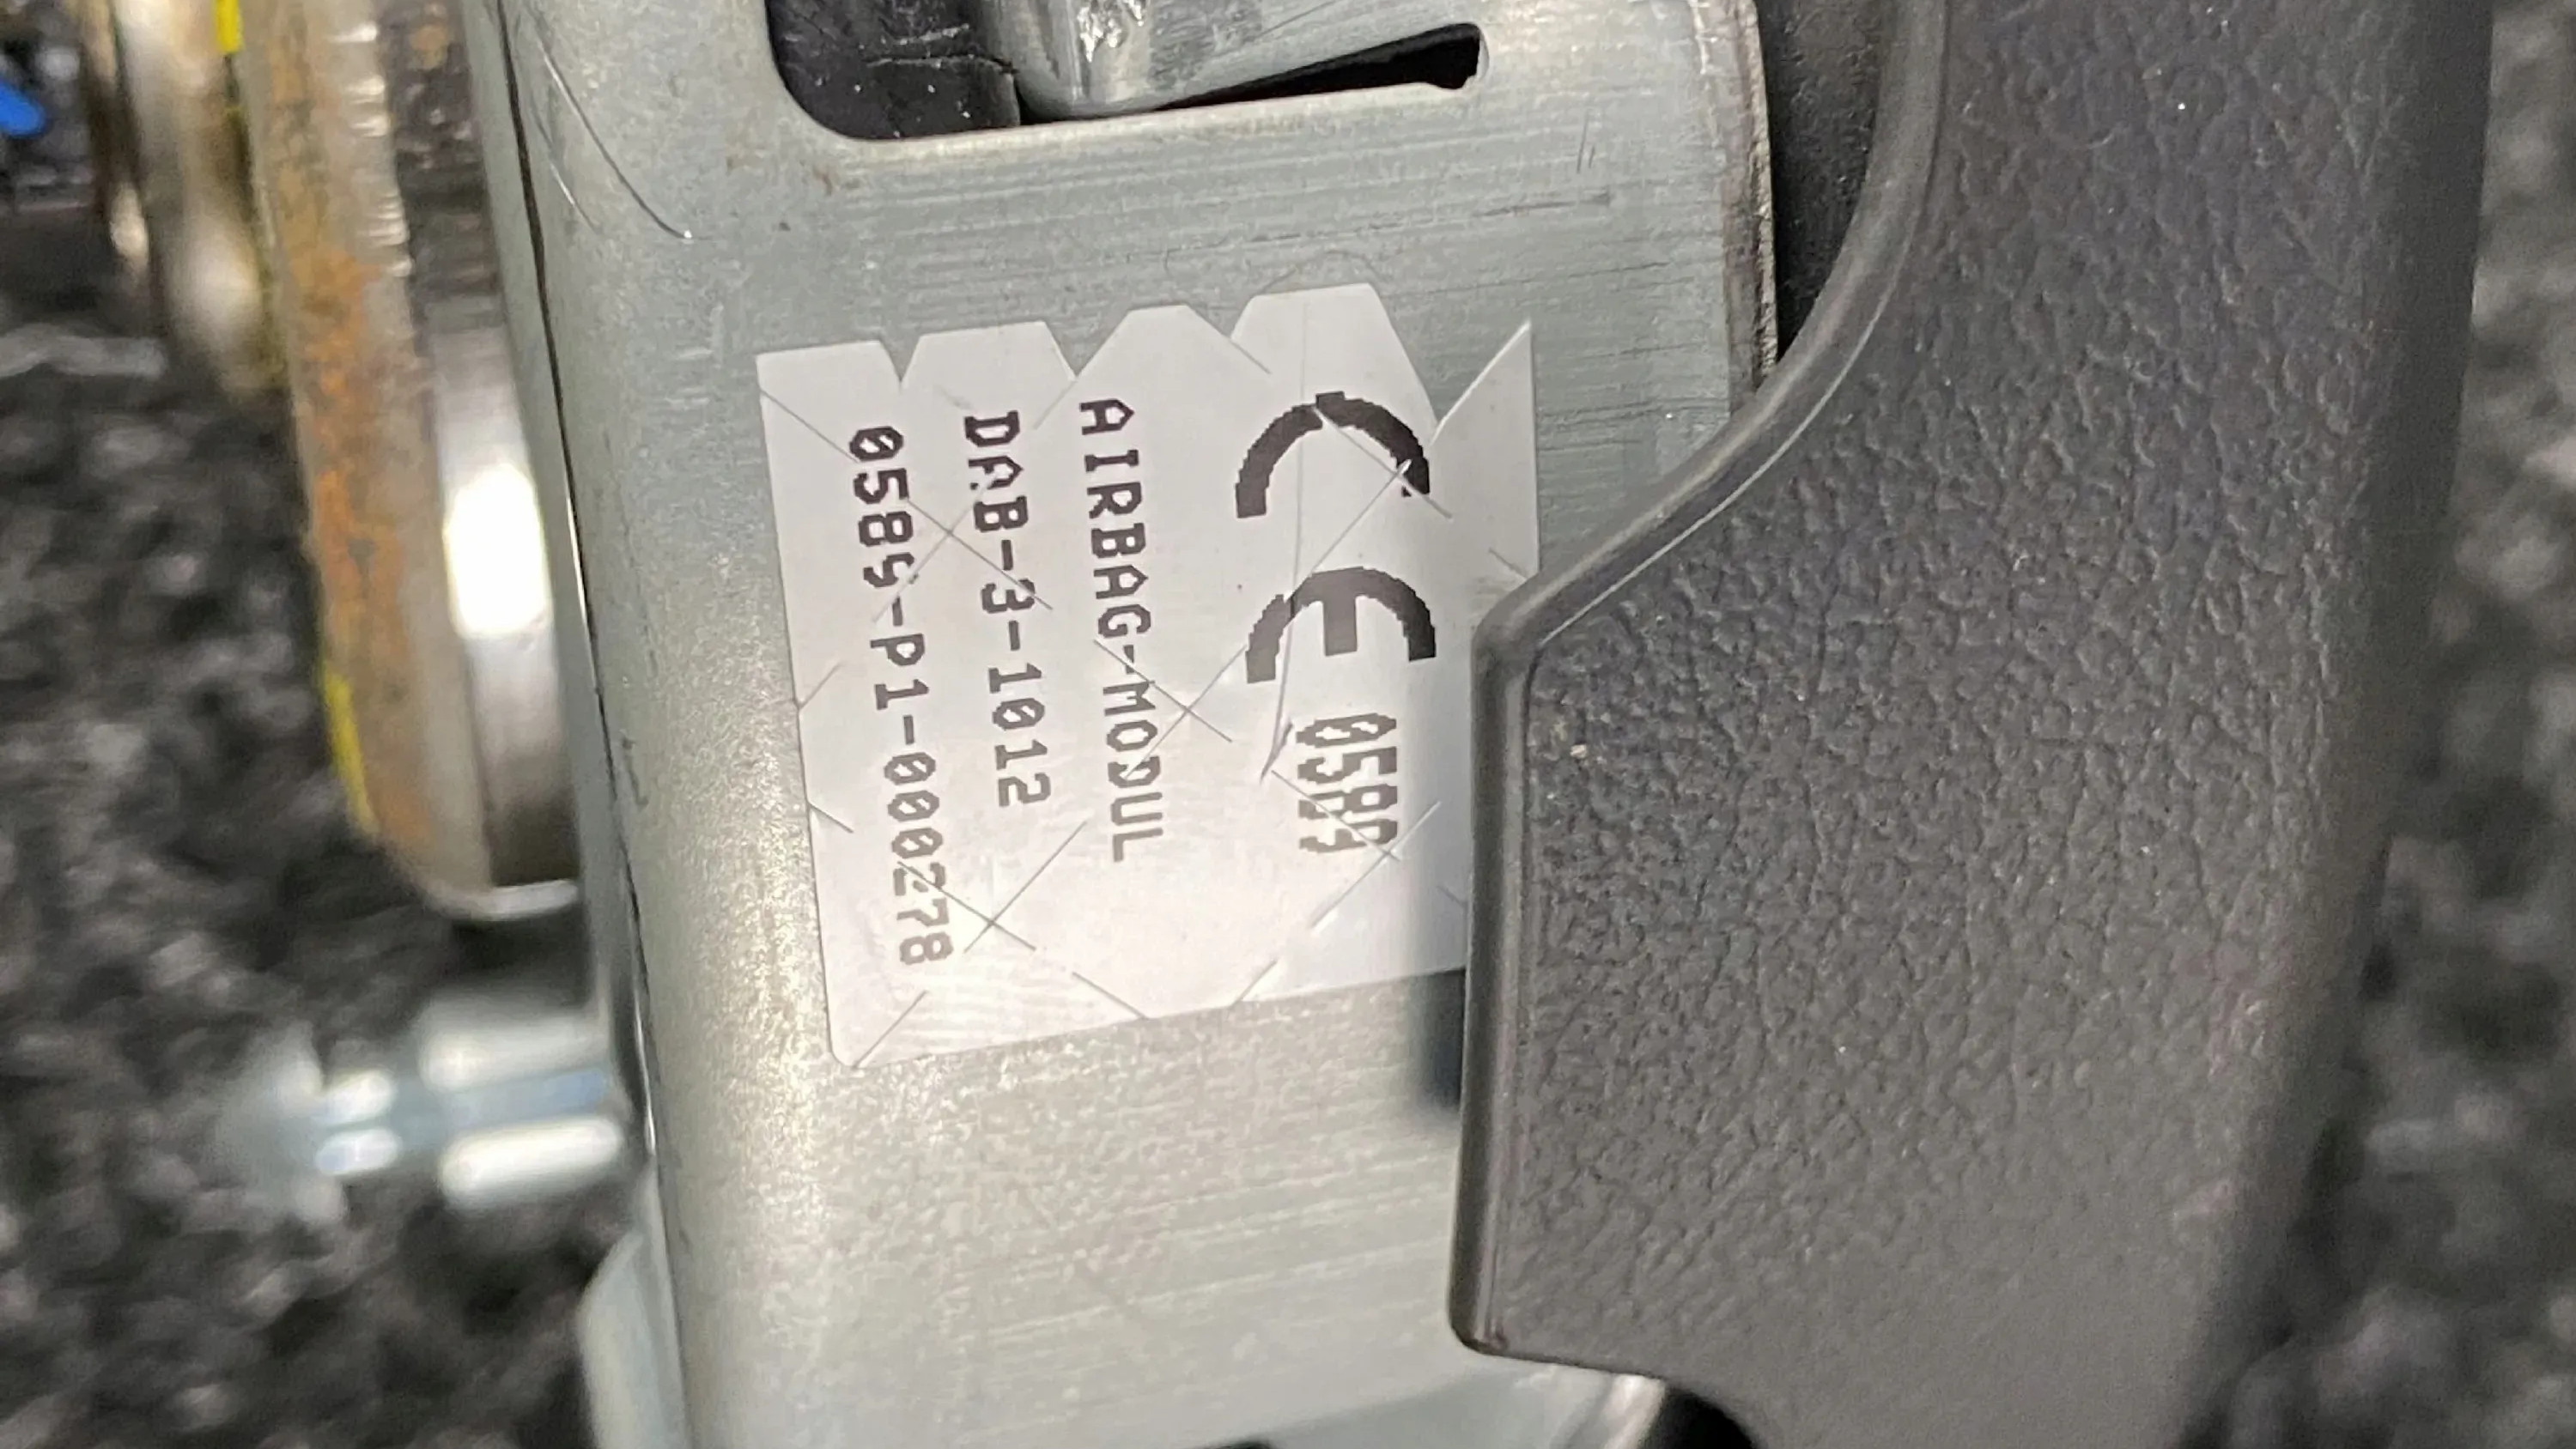 CE 0589
AIRBAG-MODUL
DAB-3-1012
0589-P1-000278